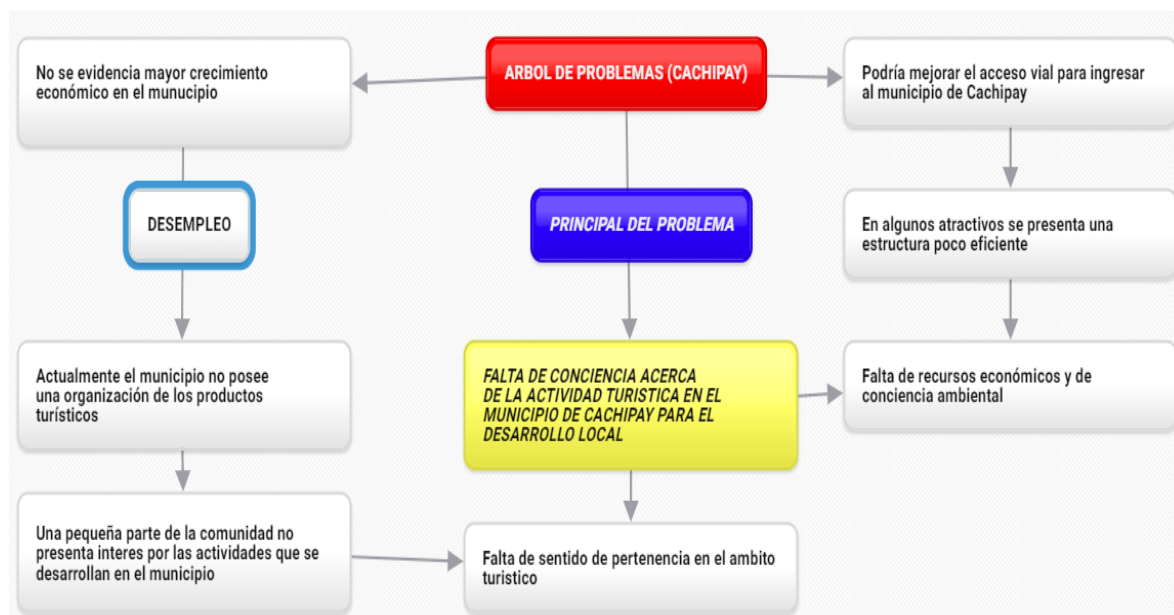 No se evidencia mayor crecimiento
económico en el munucipio
ARBOL DE PROBLEMAS (CACHIPAY)
Podría mejorar el acceso vial para ingresar
al municipio de Cachipay
DESEMPLEO
PRINCIPAL DEL PROBLEMA
En algunos atractivos se presenta una
estructura poco eficiente
Actualmente el municipio no posee
una organización de los productos
turísticos
FALTA DE CONCIENCIA ACERCA
DE LA ACTIVIDAD TURISTICA EN EL
MUNICIPIO DE CACHIPAY PARA EL
DESARROLLO LOCAL
Falta de recursos económicos y de
conciencia ambiental
Una pequeña parte de la comunidad no
presenta interes por las actividades que se
desarrollan en el municipio
Falta de sentido de pertenencia en el ambito
turistico